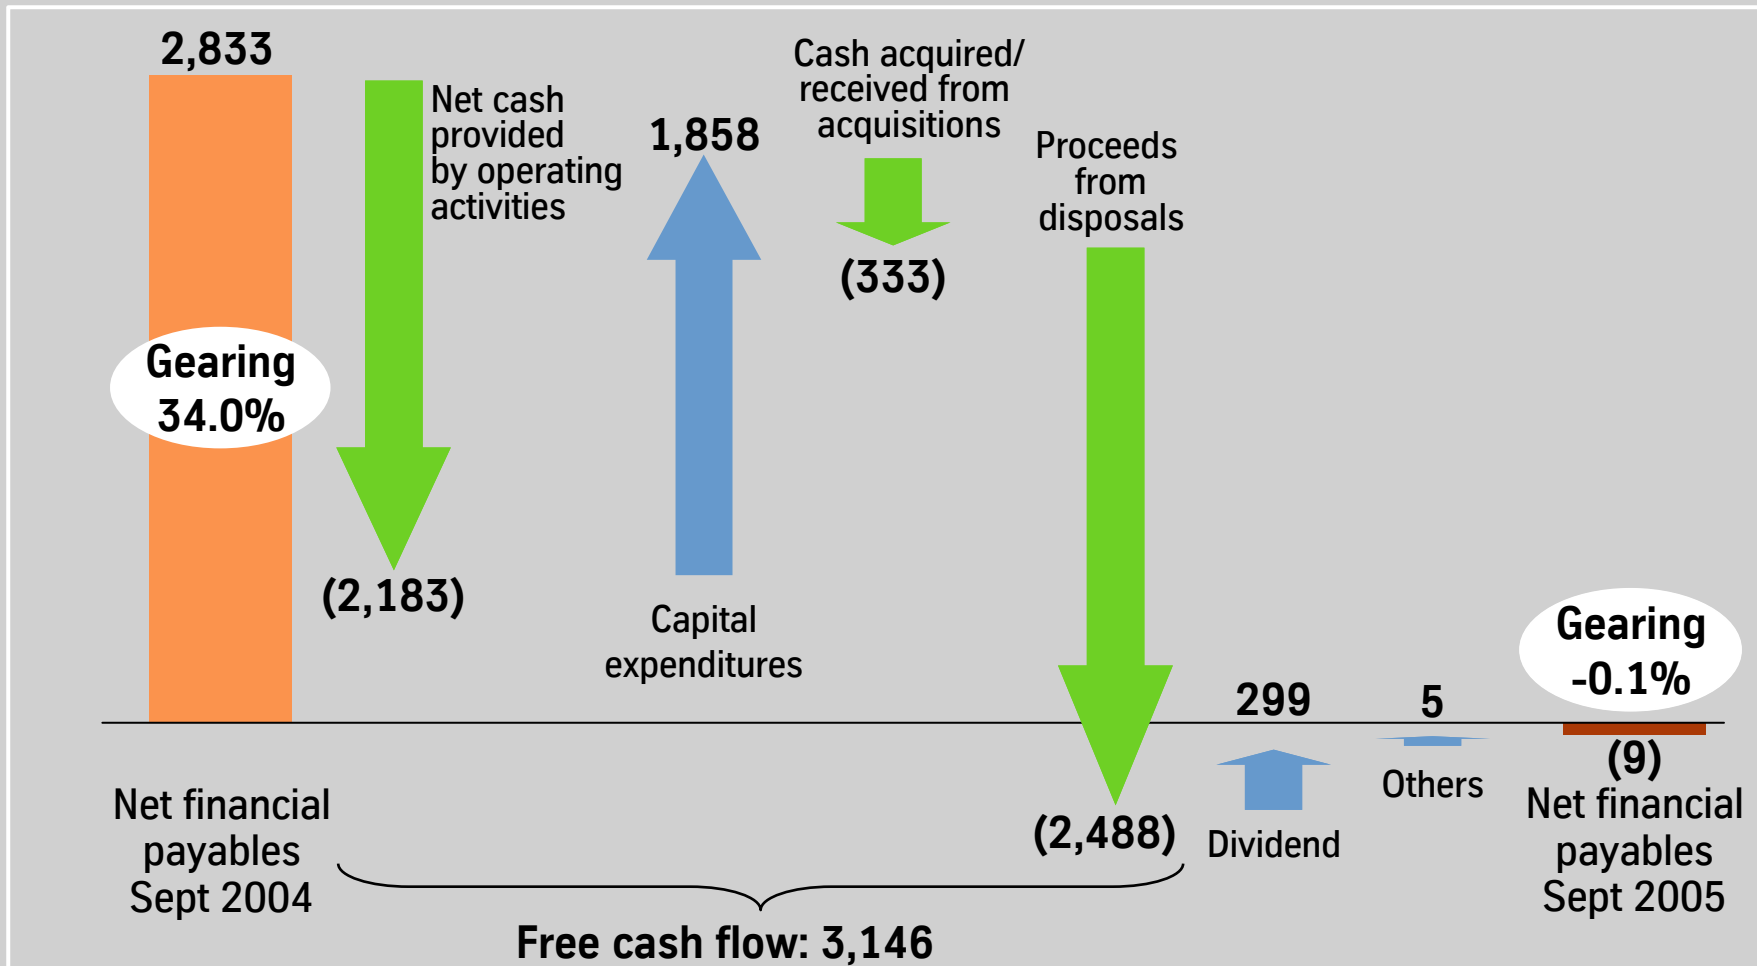 2,833
Gearing
34.0%
Net financial
payables
Sept 2004
Net cash
provided
by operating
activities
(2,183)
1,858
Capital
expenditures
Cash acquired/
received from
acquisitions
(333)
Proceeds
from
disposals
(2,488)
299
Dividend
5
Others
Gearing
-0.1%
(9)
Net financial
payables
Sept 2005
Free cash flow: 3,146